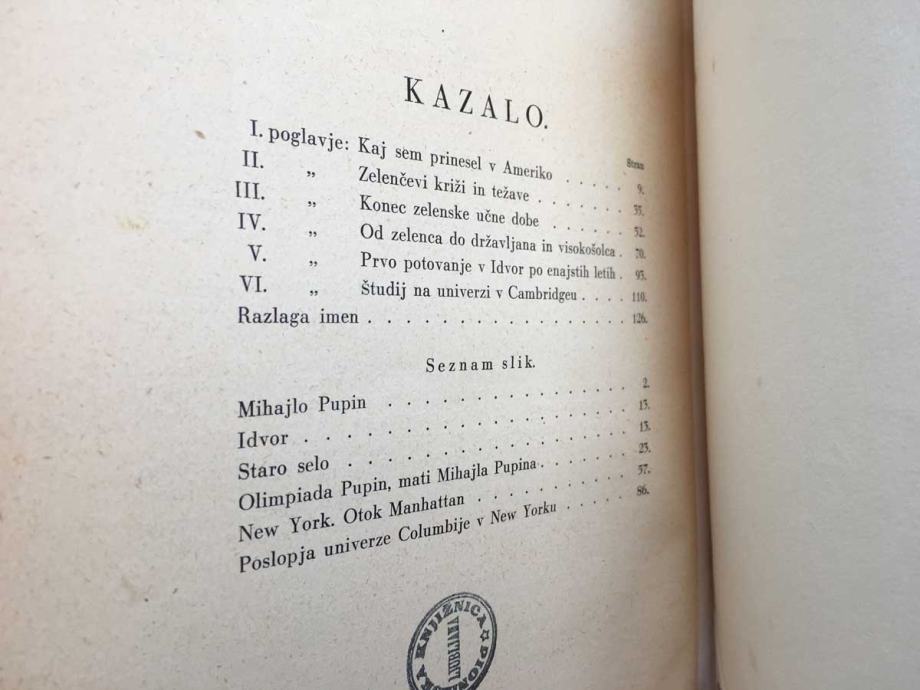 KAZALO.
Stran
I. poglavje: Kaj sem prinesel v Ameriko . . . . . 9.
II. „ Zelenčevi križi in težave . . . . . . . 33.
III. „ Konec zelenske učne dobe . . . . . . 52.
IV. „ Od zelenca do državljana in visokošolca . 70.
V. „ Prvo potovanje v Idvor po enajstih letih . 93.
VI. „ Študij na univerzi v Cambridgeu . . . . 110.
Razlaga imen . . . . . . . . . . . . . . 126.
Seznam slik.
Mihajlo Pupin . . . . . . . . . . . . . 2.
Idvor . . . . . . . . . . . . . . . . . 13.
Staro selo . . . . . . . . . . . . . . . 13.
Olimpiada Pupin, mati Mihajla Pupina . . . . . . 23.
New York. Otok Manhattan . . . . . . . . . 57.
Poslopja univerze Columbije v New Yorku . . . . . 86.
KNJIŽNICA
LJUBLJANA